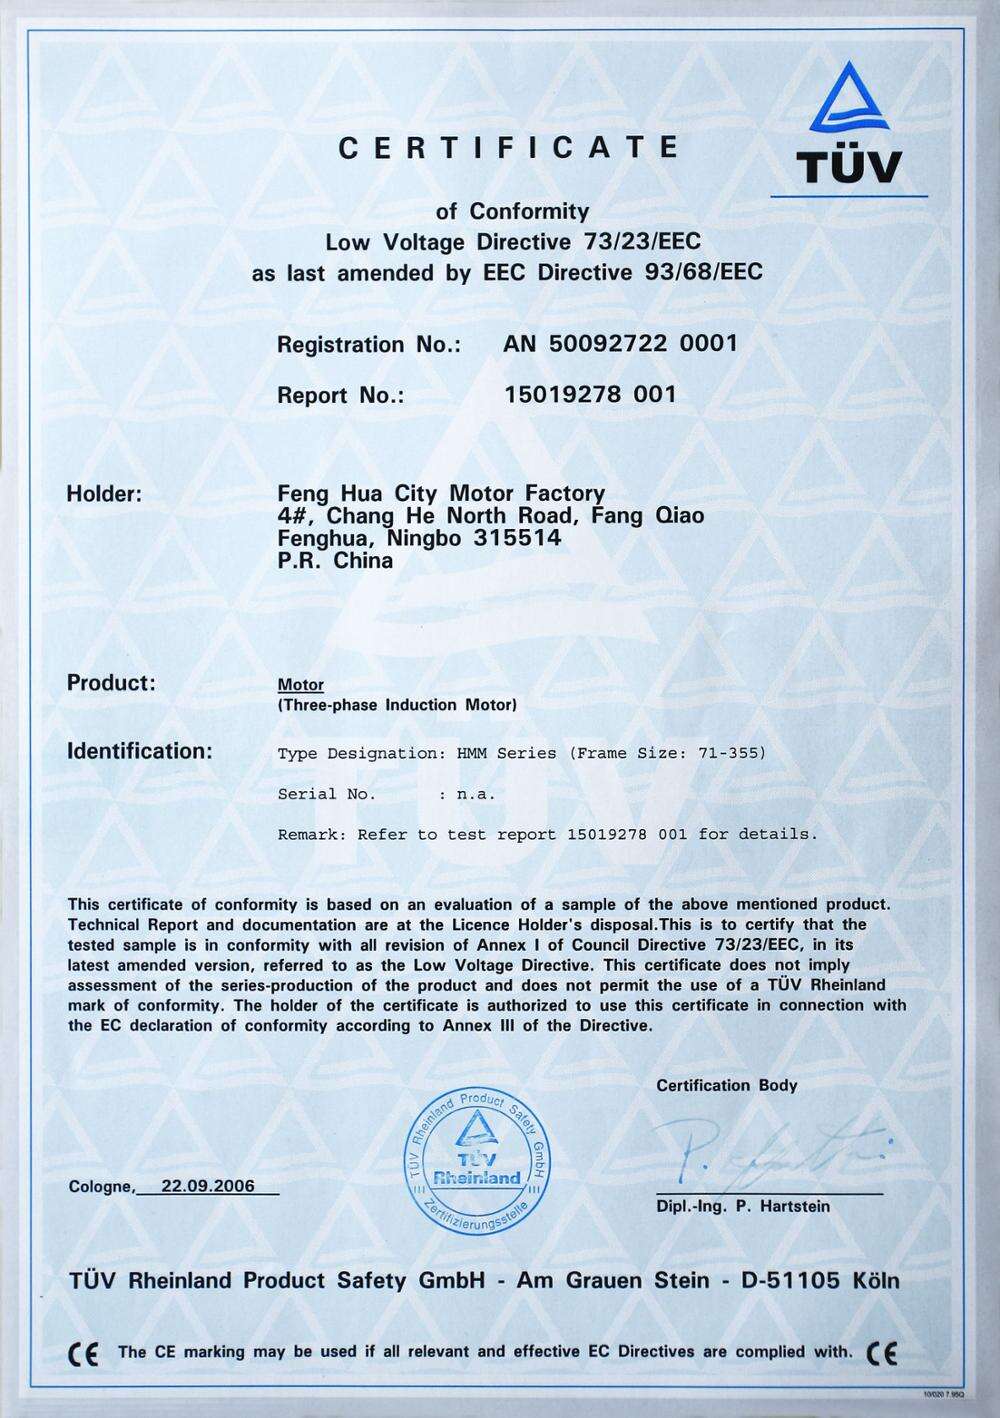 TÜV
CERTIFICATE
of Conformity
Low Voltage Directive 73/23/EEC
as last amended by EEC Directive 93/68/EEC
Registration No.: AN 50092722 0001
Report No.: 15019278 001
Holder: Feng Hua City Motor Factory
4#, Chang He North Road, Fang Qiao
Fenghua, Ningbo 315514
P.R. China
Product: Motor
(Three-phase Induction Motor)
Identification: Type Designation: HMM Series (Frame Size: 71-355)
Serial No. : n.a.
Remark: Refer to test report 15019278 001 for details.
This certificate of conformity is based on an evaluation of a sample of the above mentioned product.
Technical Report and documentation are at the Licence Holder's disposal.This is to certify that the
tested sample is in conformity with all revision of Annex I of Council Directive 73/23/EEC, in its
latest amended version, referred to as the Low Voltage Directive. This certificate does not imply
assessment of the series-production of the product and does not permit the use of a TÜV Rheinland
mark of conformity. The holder of the certificate is authorized to use this certificate in connection with
the EC declaration of conformity according to Annex III of the Directive.
Certification Body
TÜV Rheinland Product Safety GmbH
TÜV
Rheinland
Zertifizierungsstelle
Cologne, 22.09.2006
Dipl.-Ing. P. Hartstein
TÜV Rheinland Product Safety GmbH - Am Grauen Stein - D-51105 Köln
CE The CE marking may be used if all relevant and effective EC Directives are complied with. CE